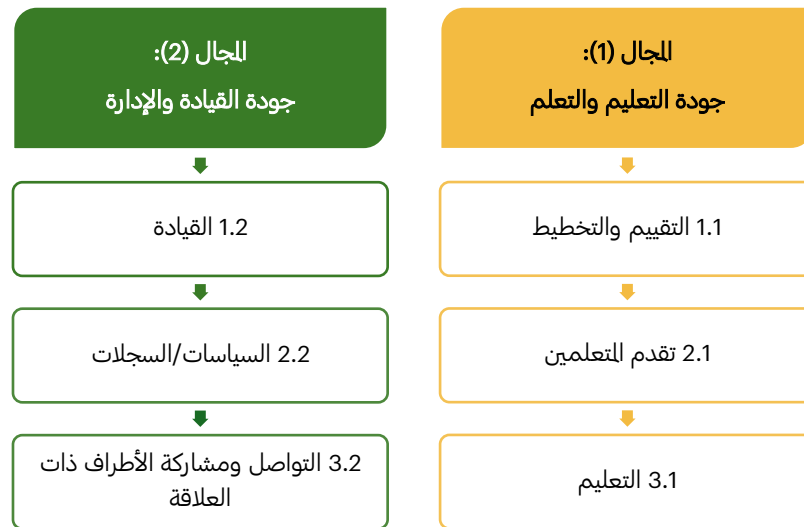 المجال (1):
جودة التعليم والتعلم
1.1 التقييم والتخطيط
2.1 تقدم المتعلمين
3.1 التعليم
المجال (2):
جودة القيادة والإدارة
1.2 القيادة
2.2 السياسات/السجلات
3.2 التواصل ومشاركة الأطراف ذات
العلاقة